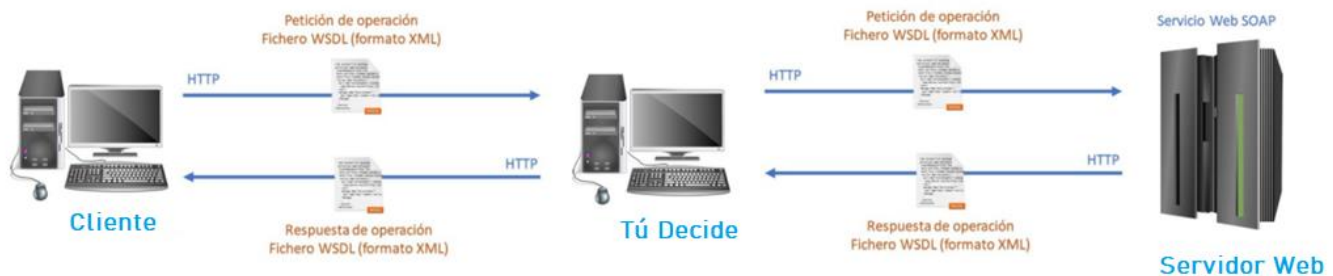 Petición de operación
Fichero WSDL (formato XML)
HTTP
HTTP
Respuesta de operación
Fichero WSDL (formato XML)
Cliente
Petición de operación
Fichero WSDL (formato XML)
HTTP
HTTP
Respuesta de operación
Fichero WSDL (formato XML)
Tú Decide
Servicio Web SOAP
Servidor Web